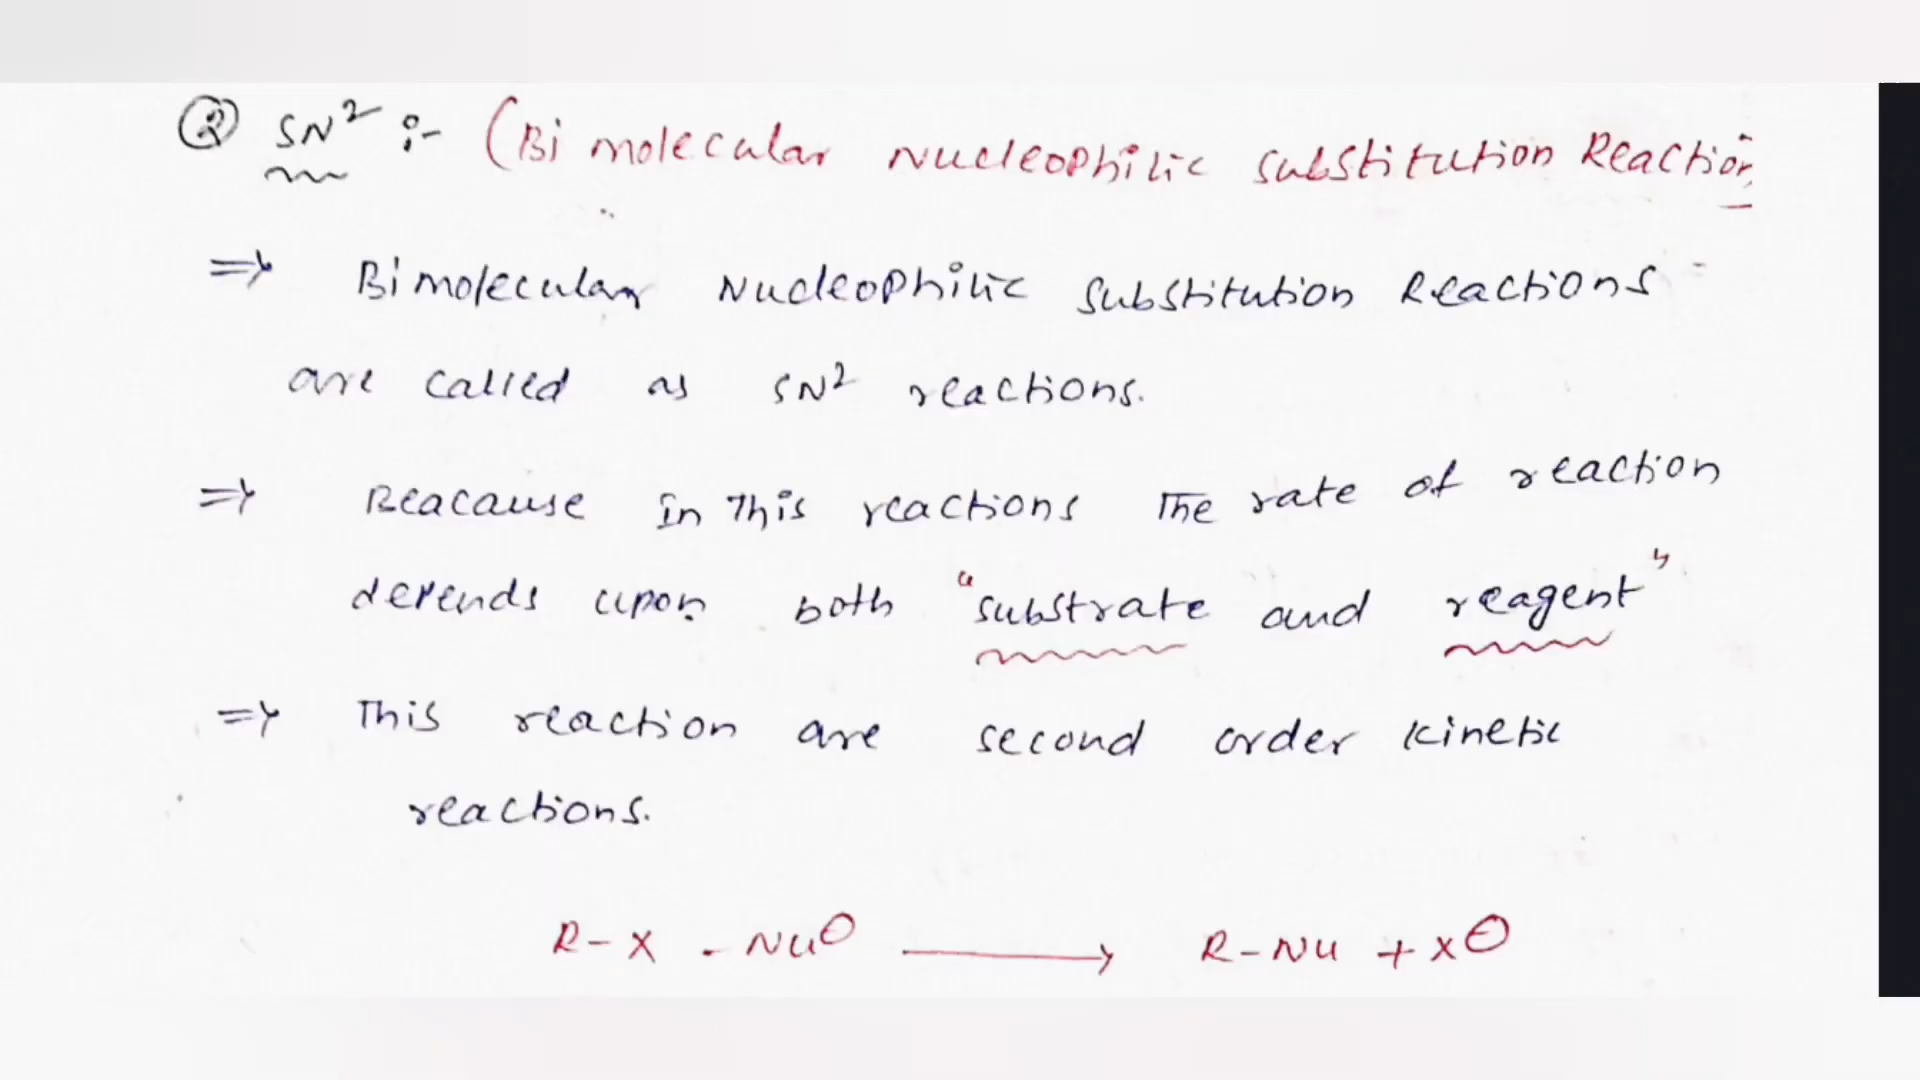 ② SN² :- (Bi molecular Nucleophilic substitution Reaction
⇒ Bimolecular Nucleophilic substitution Reactions
are called as SN² reactions.
⇒ Beacause in This reactions The rate of reaction
depends upon both "substrate and reagent"
⇒ This reaction are second order kinetic
reactions.
R-X - Nu⊖ ⟶ R-Nu + X⊖